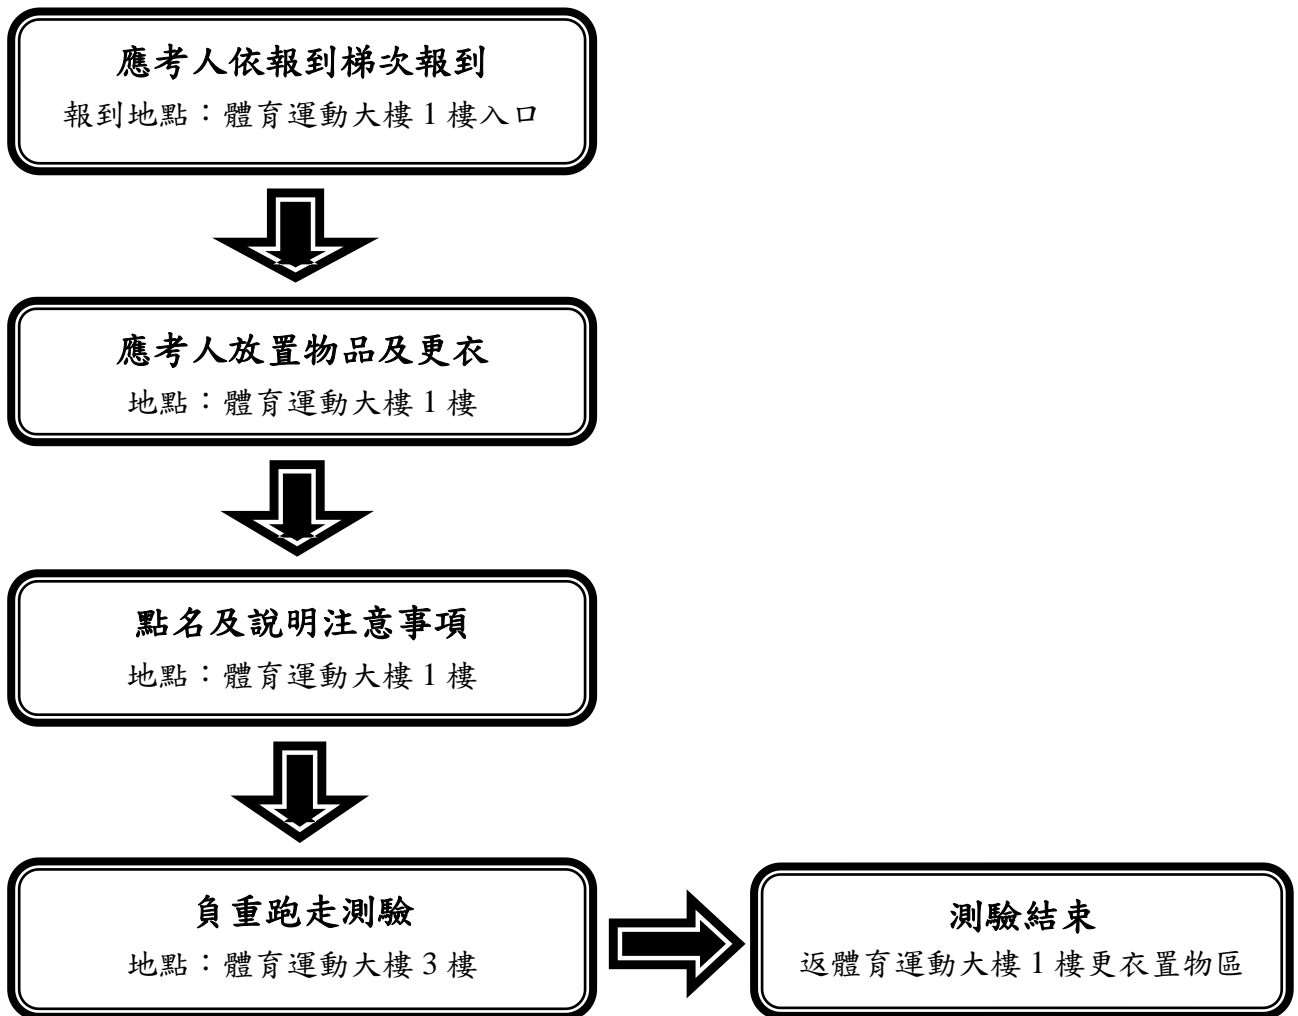 應考人依報到梯次報到
報到地點：體育運動大樓 1 樓入口
應考人放置物品及更衣
地點：體育運動大樓 1 樓
點名及說明注意事項
地點：體育運動大樓 1 樓
負重跑走測驗
地點：體育運動大樓 3 樓
測驗結束
返體育運動大樓 1 樓更衣置物區